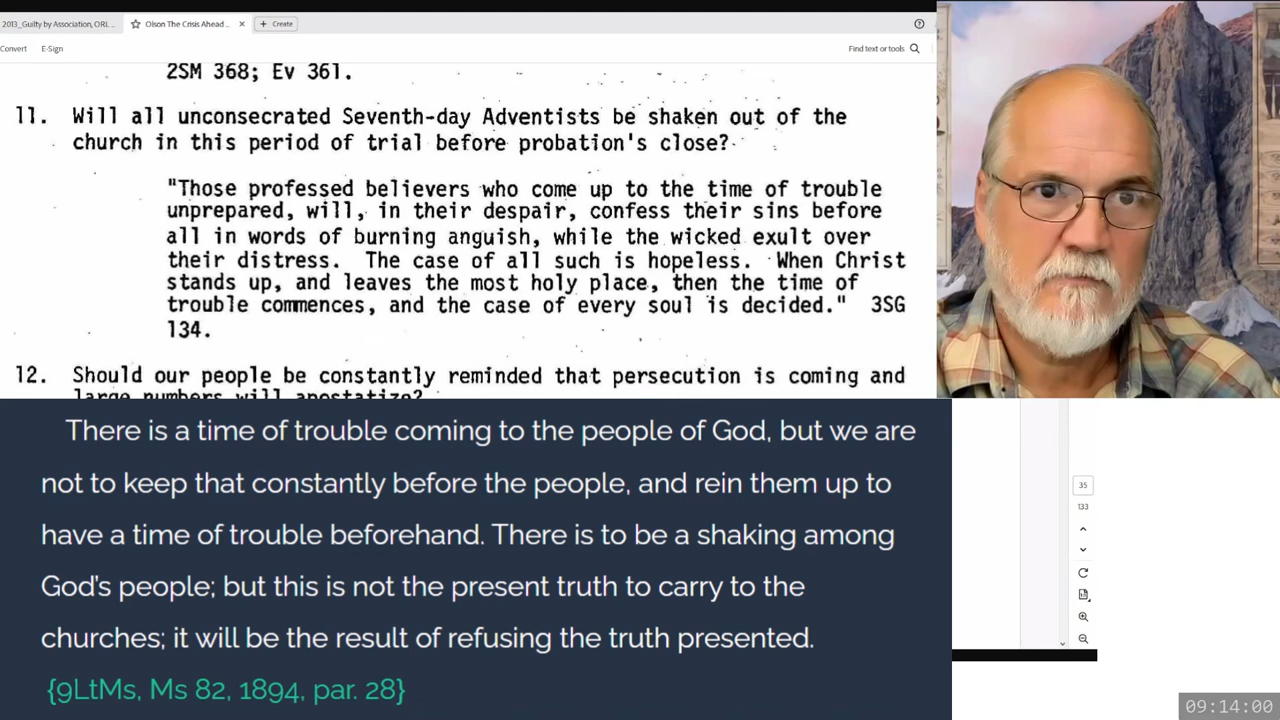 2013_Guilty by Association, ORI...
Olson The Crisis Ahead ...
Create
Convert
E-Sign
Find text or tools
2SM 368; Ev 361.
11. Will all unconsecrated Seventh-day Adventists be shaken out of the
church in this period of trial before probation's close?
"Those professed believers who come up to the time of trouble
unprepared, will, in their despair, confess their sins before
all in words of burning anguish, while the wicked exult over
their distress. The case of all such is hopeless. When Christ
stands up, and leaves the most holy place, then the time of
trouble commences, and the case of every soul is decided." 3SG
134.
12. Should our people be constantly reminded that persecution is coming and
large numbers will apostatize?
There is a time of trouble coming to the people of God, but we are
not to keep that constantly before the people, and rein them up to
have a time of trouble beforehand. There is to be a shaking among
God's people; but this is not the present truth to carry to the
churches; it will be the result of refusing the truth presented.
{9LtMs, Ms 82, 1894, par. 28}
35
133
09:14:00